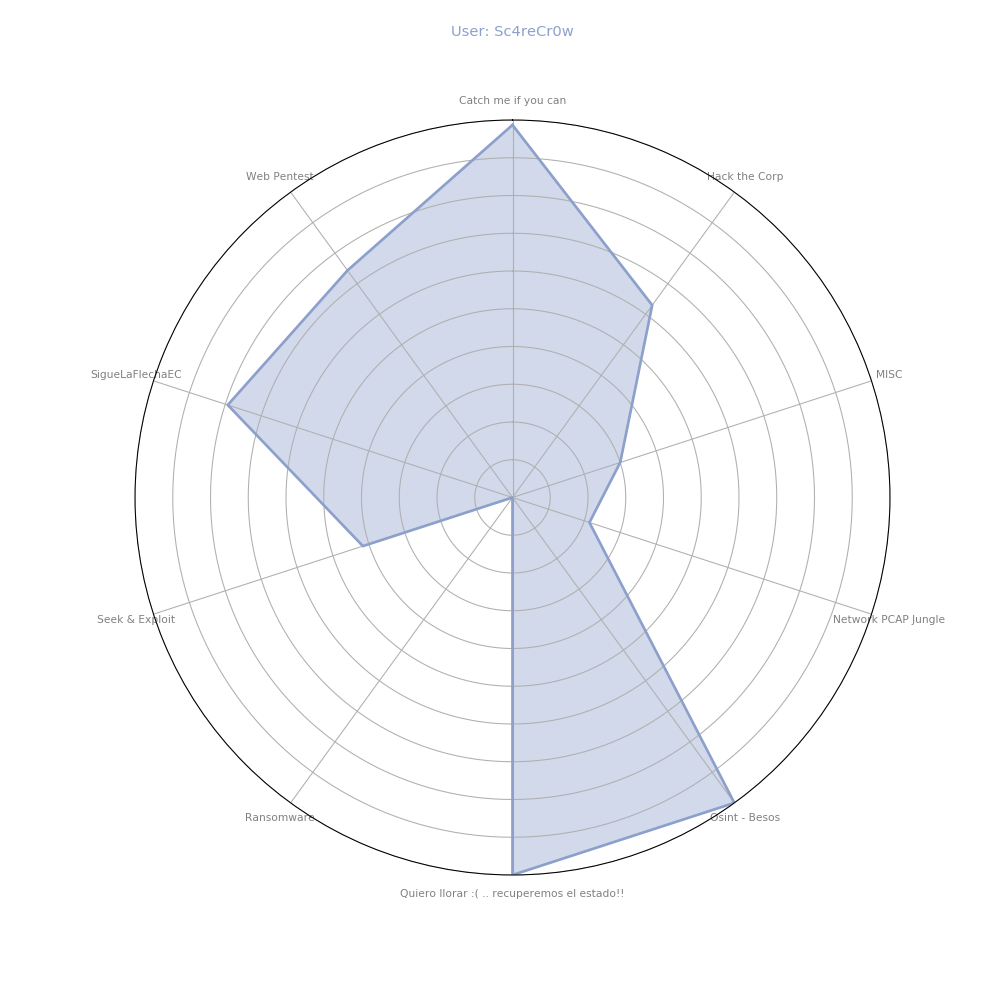 User: Sc4reCr0w
Catch me if you can
Web Pentest
Hack the Corp
SigueLaFlechaEC
MISC
Seek & Exploit
Network PCAP Jungle
Ransomware
Osint - Besos
Quiero llorar :( .. recuperemos el estado!!